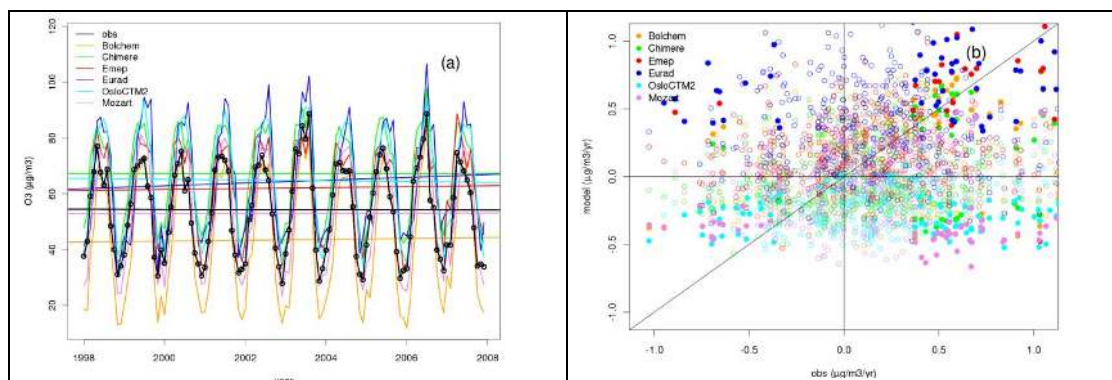 120
100
80
60
40
20
O3 (µg/m3)
obs
Bolchem
Chimere
Emep
Eurad
OsloCTM2
Mozart
(a)
1998 2000 2002 2004 2006 2008
1.0
0.5
0.0
-0.5
-1.0
model (µg/m3/yr)
Bolchem
Chimere
Emep
Eurad
OsloCTM2
Mozart
(b)
-1.0 -0.5 0.0 0.5 1.0
obs (µg/m3/yr)